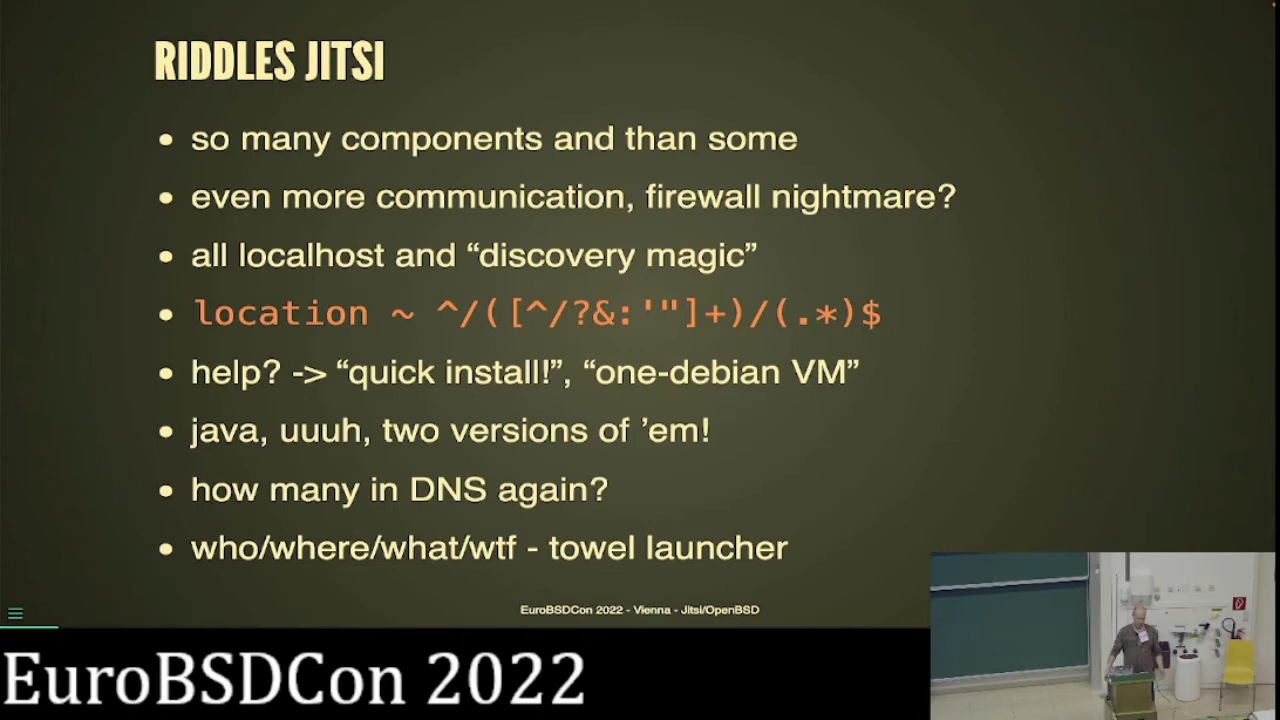 RIDDLES JITSI
• so many components and than some
• even more communication, firewall nightmare?
• all localhost and “discovery magic”
• location ~ ^/([^/?&:'"]+)/(.*)$
• help? -> “quick install!”, “one-debian VM”
• java, uuuh, two versions of ’em!
• how many in DNS again?
• who/where/what/wtf - towel launcher
EuroBSDCon 2022 - Vienna - Jitsi/OpenBSD
EuroBSDCon 2022